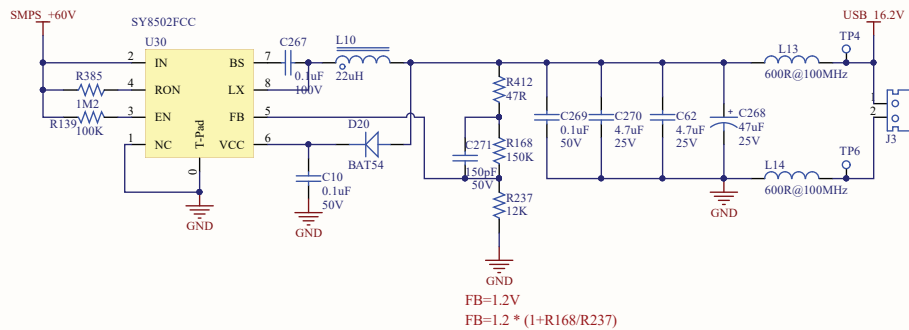 SMPS_+60V
SY8502FCC
U30
USB_16.2V
TP4
C267
L10
L13
2
IN
BS
7
0.1uF
100V
22uH
600R@100MHz
R385
1M2
4
RON
LX
8
R412
47R
R139
100K
3
EN
FB
5
1
NC
VCC
6
T-Pad
0
D20
BAT54
C269
0.1uF
50V
C270
4.7uF
25V
C62
4.7uF
25V
+
C268
47uF
25V
1
2
J3
C271
150pF
50V
R168
150K
L14
600R@100MHz
TP6
C10
0.1uF
50V
R237
12K
GND
GND
GND
GND
FB=1.2V
FB=1.2 * (1+R168/R237)